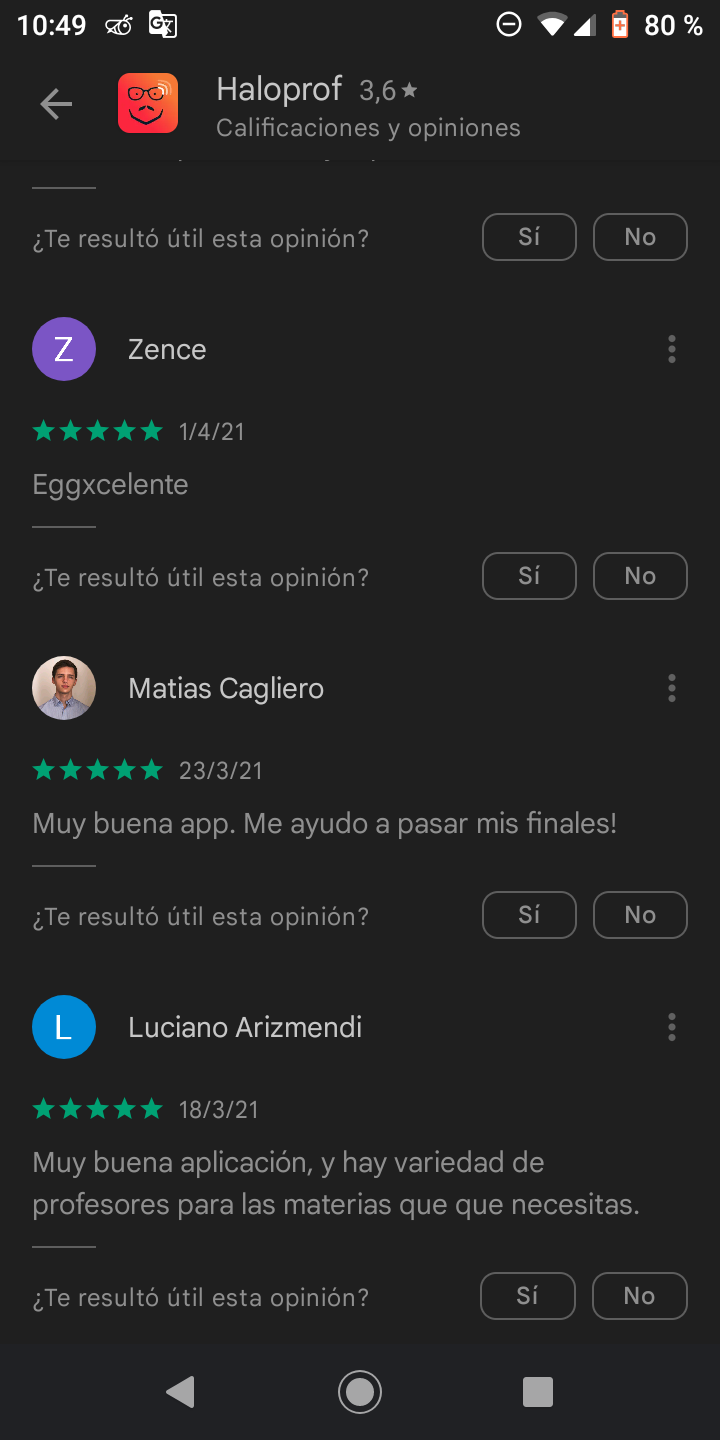 10:49 80 %
Haloprof 3,6★
Calificaciones y opiniones
¿Te resultó útil esta opinión? Sí No
Z Zence
1/4/21
Eggxcelente
¿Te resultó útil esta opinión? Sí No
Matias Cagliero
23/3/21
Muy buena app. Me ayudo a pasar mis finales!
¿Te resultó útil esta opinión? Sí No
L Luciano Arizmendi
18/3/21
Muy buena aplicación, y hay variedad de
profesores para las materias que que necesitas.
¿Te resultó útil esta opinión? Sí No